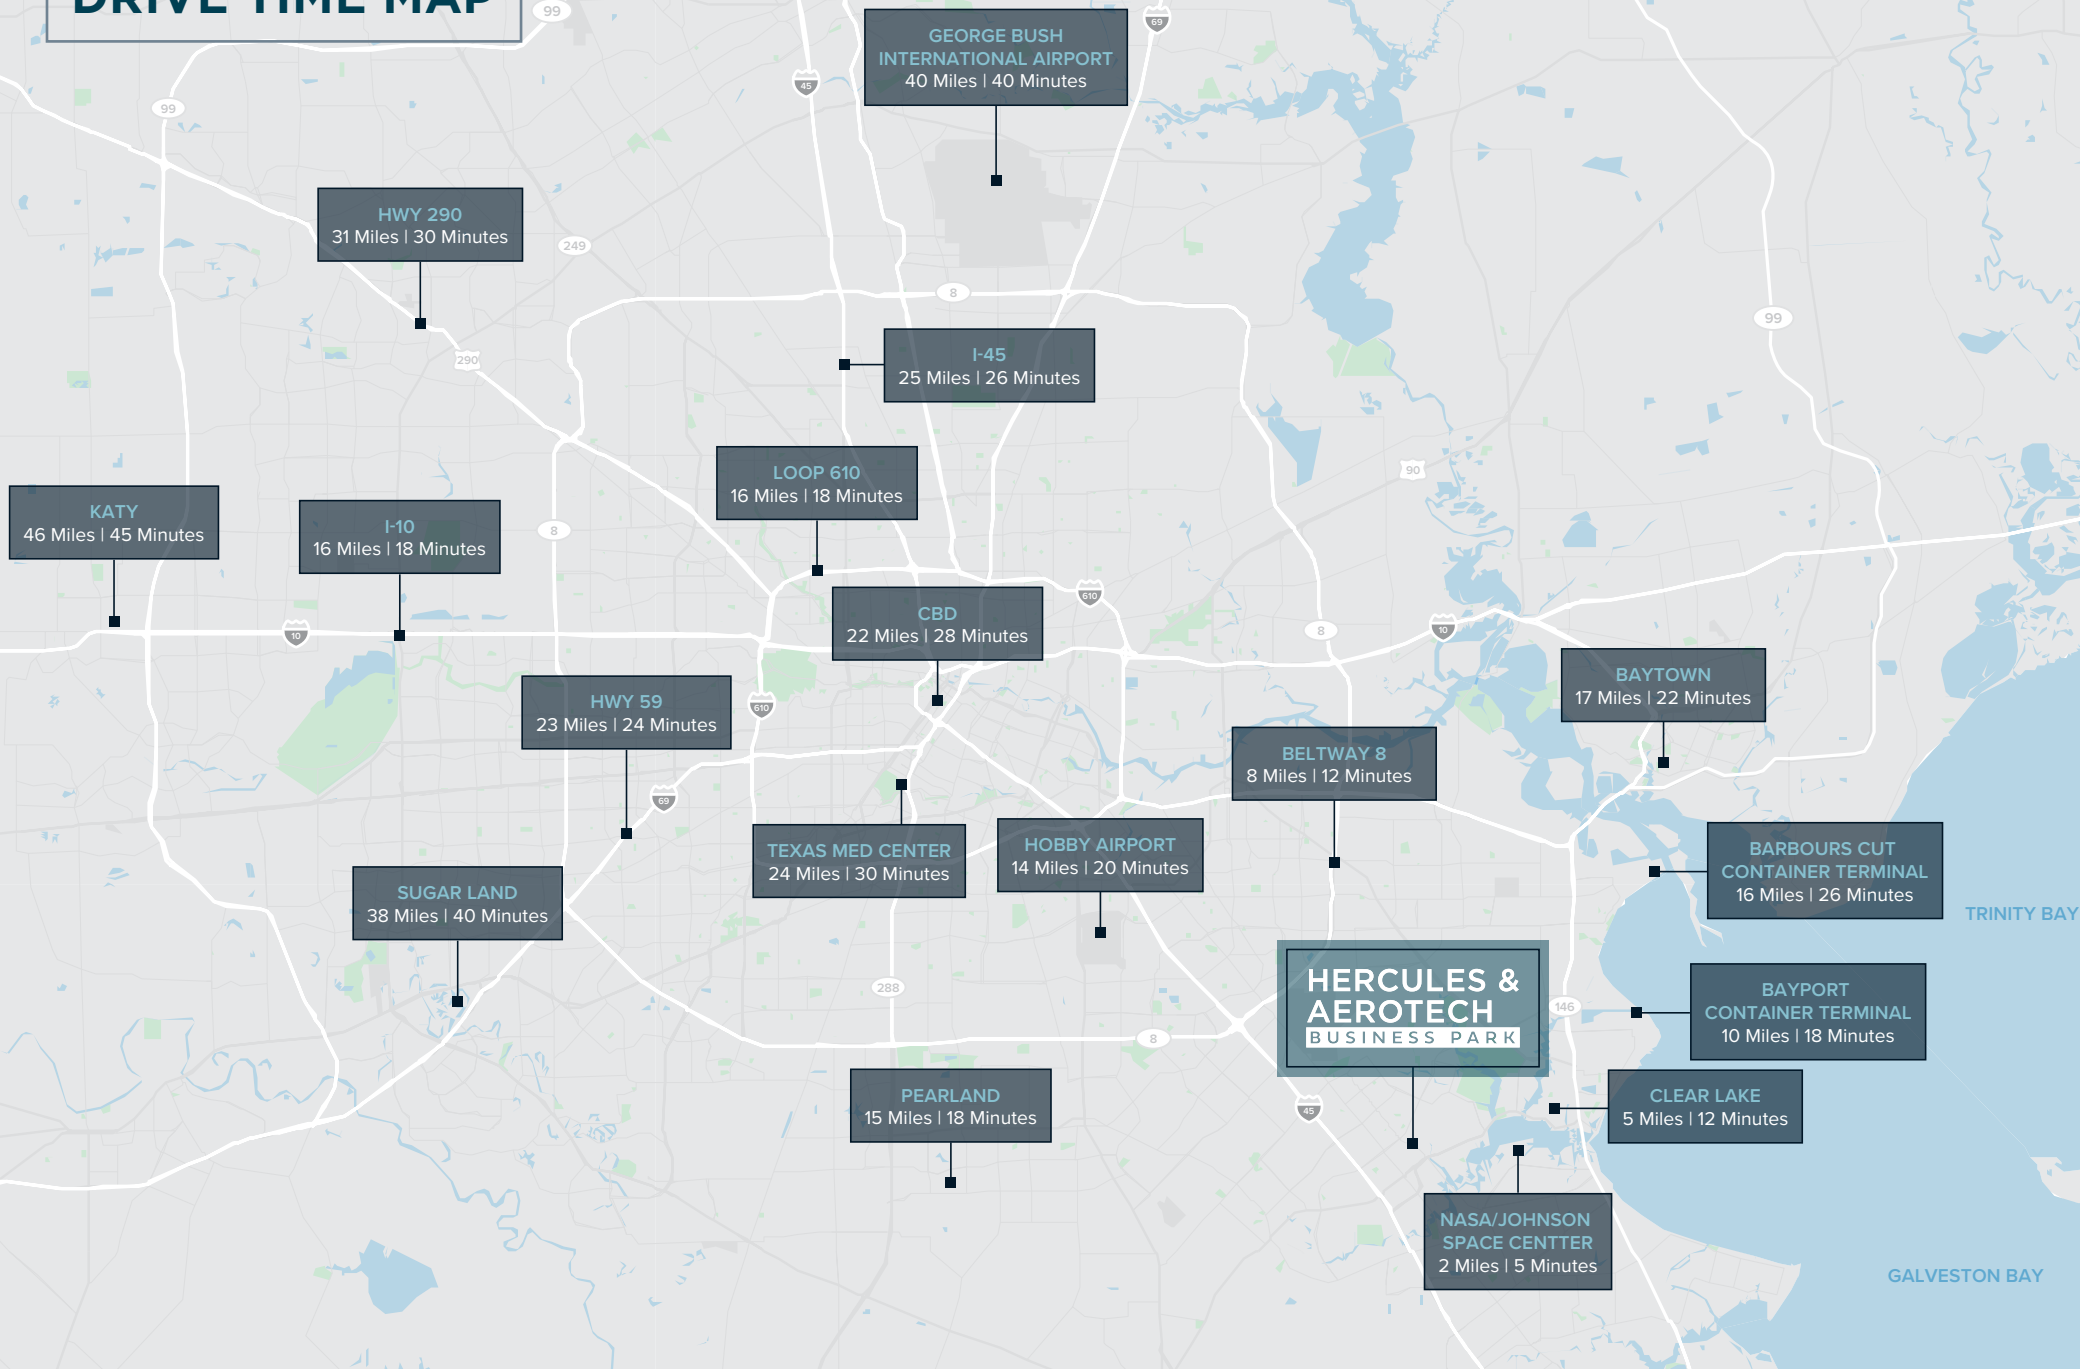 DRIVE TIME MAP
99
GEORGE BUSH
INTERNATIONAL AIRPORT
40 Miles | 40 Minutes
69
45
99
HWY 290
31 Miles | 30 Minutes
249
8
99
290
I-45
25 Miles | 26 Minutes
LOOP 610
16 Miles | 18 Minutes
90
KATY
46 Miles | 45 Minutes
I-10
16 Miles | 18 Minutes
8
610
CBD
22 Miles | 28 Minutes
10
8
10
BAYTOWN
17 Miles | 22 Minutes
HWY 59
23 Miles | 24 Minutes
610
BELTWAY 8
8 Miles | 12 Minutes
69
TEXAS MED CENTER
24 Miles | 30 Minutes
HOBBY AIRPORT
14 Miles | 20 Minutes
BARBOURS CUT
CONTAINER TERMINAL
16 Miles | 26 Minutes
SUGAR LAND
38 Miles | 40 Minutes
TRINITY BAY
288
HERCULES &
AEROTECH
BUSINESS PARK
146
BAYPORT
CONTAINER TERMINAL
10 Miles | 18 Minutes
8
PEARLAND
15 Miles | 18 Minutes
45
CLEAR LAKE
5 Miles | 12 Minutes
NASA/JOHNSON
SPACE CENTTER
2 Miles | 5 Minutes
GALVESTON BAY